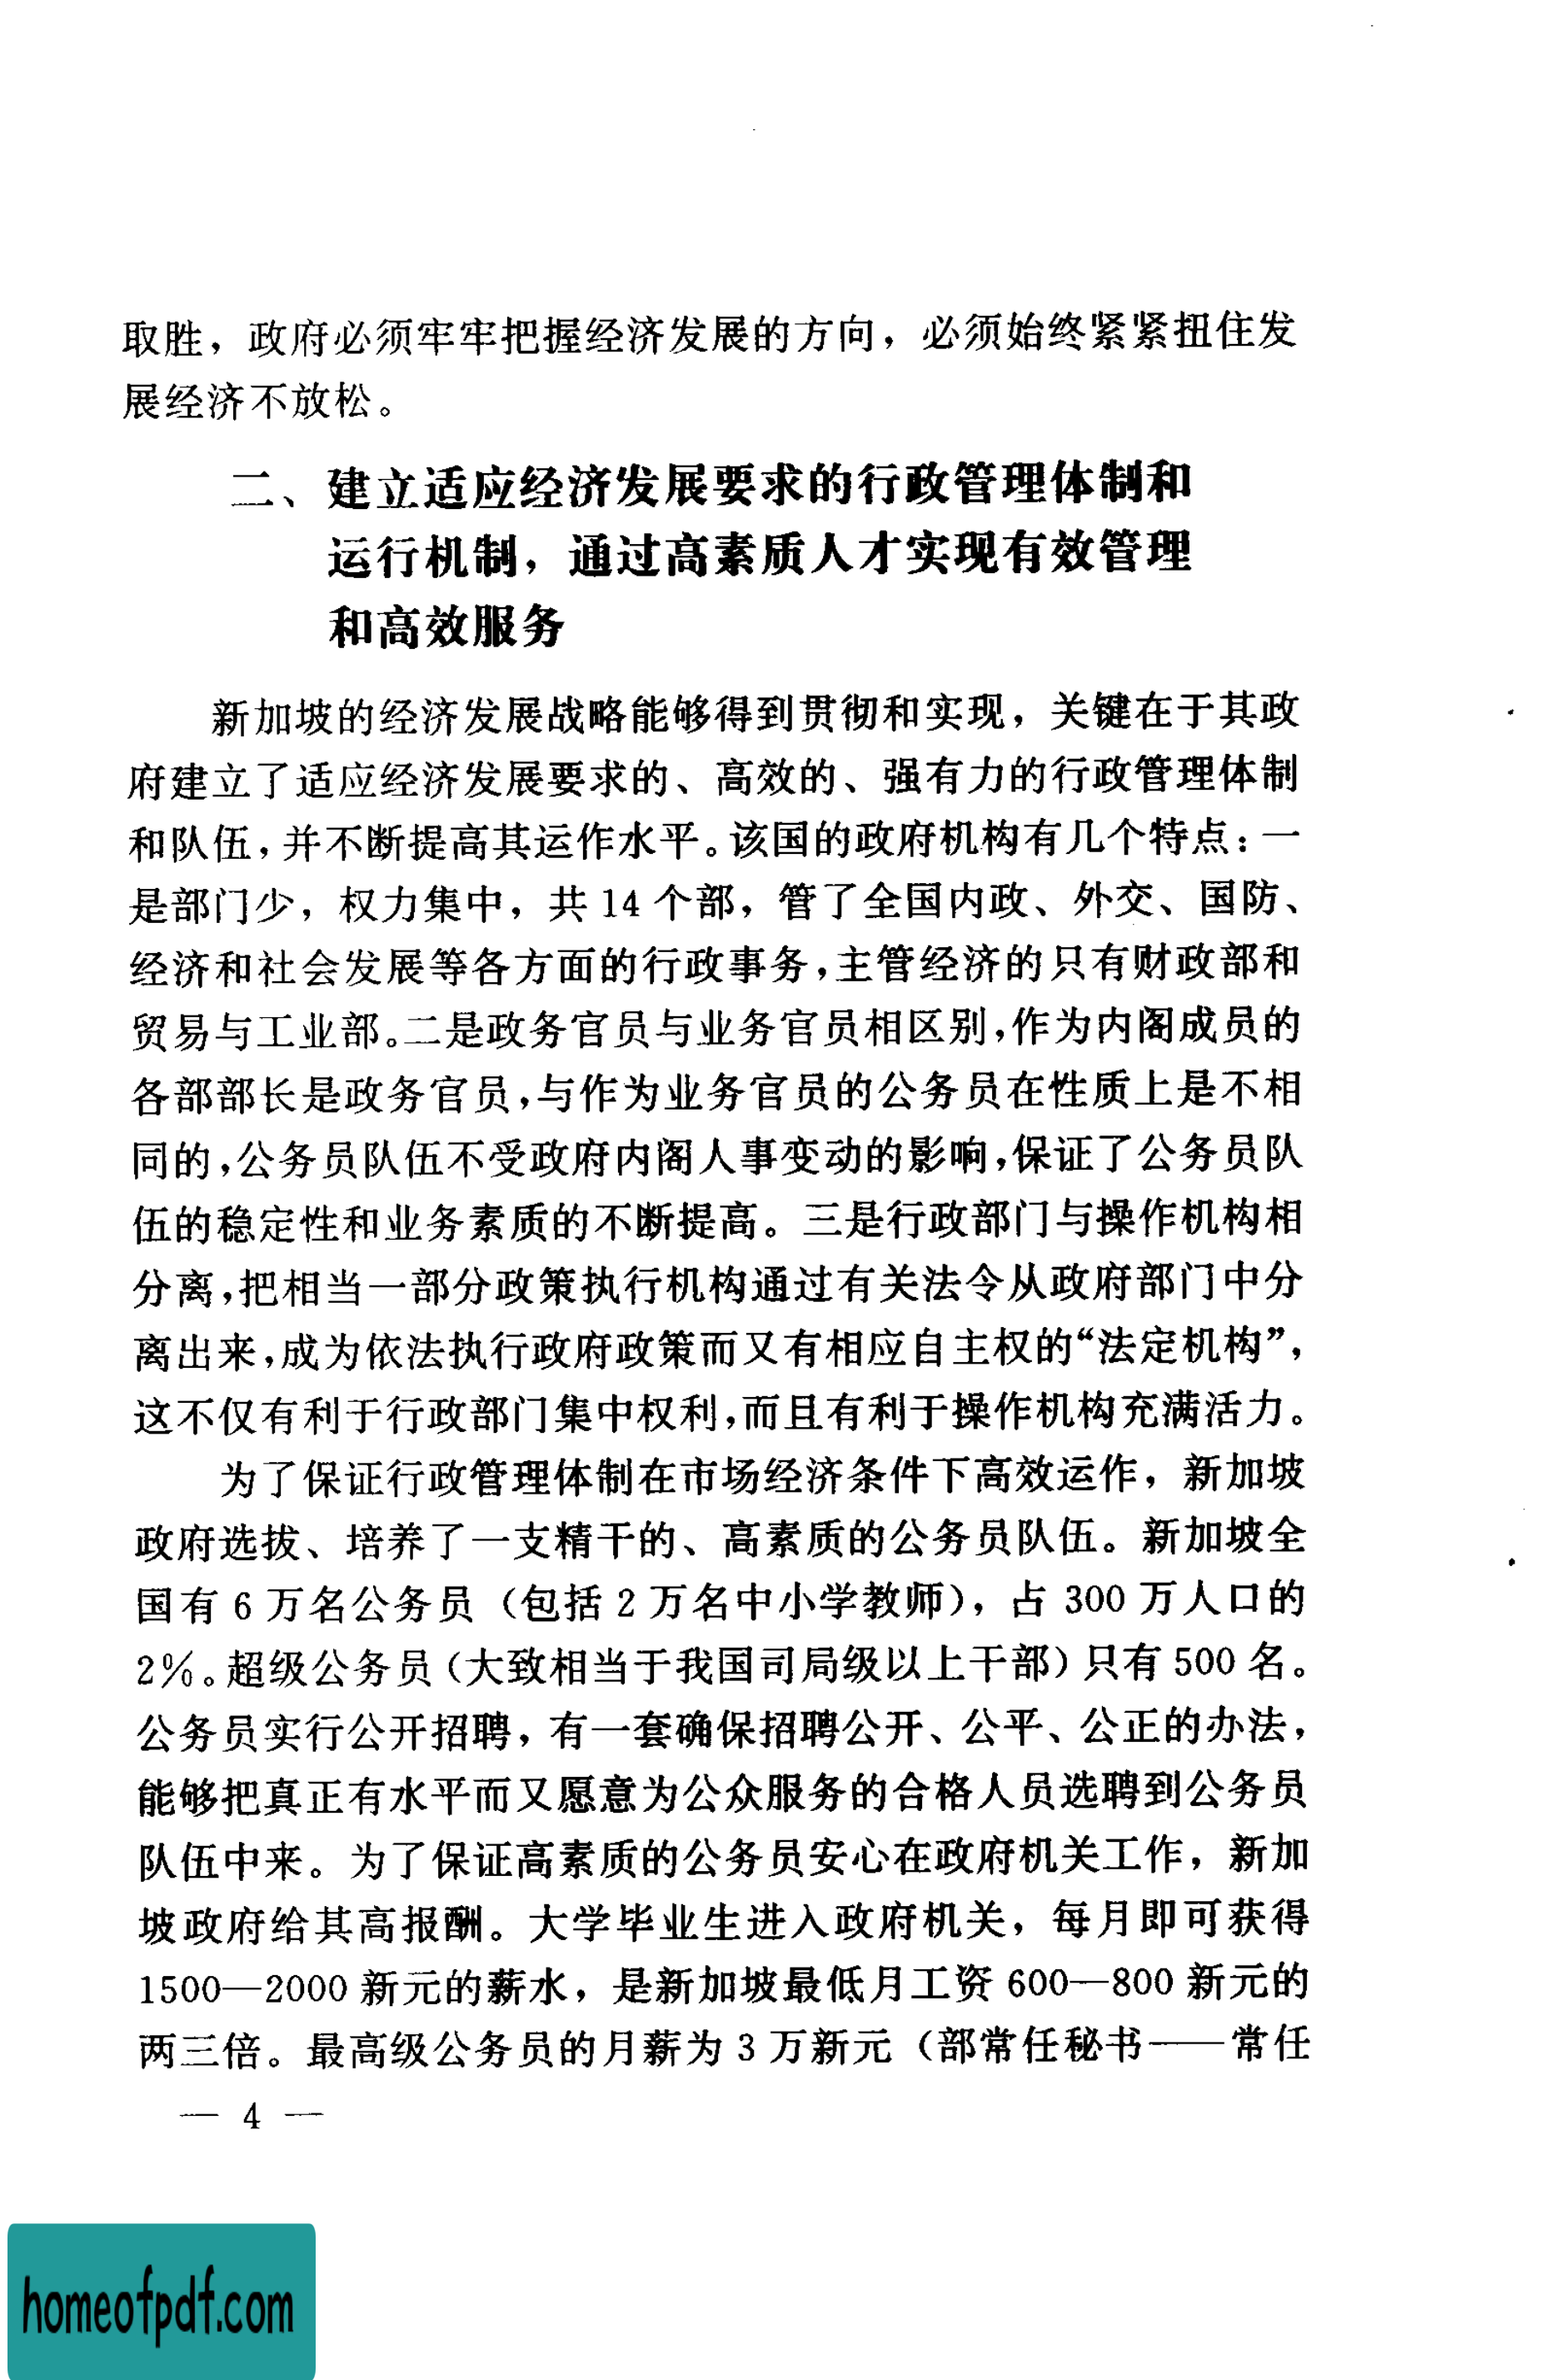 取胜，政府必须牢牢把握经济发展的方向，必须始终紧紧扭住发
展经济不放松。
二、建立适应经济发展要求的行政管理体制和
运行机制，通过高素质人才实现有效管理
和高效服务
新加坡的经济发展战略能够得到贯彻和实现，关键在于其政
府建立了适应经济发展要求的、高效的、强有力的行政管理体制
和队伍，并不断提高其运作水平。该国的政府机构有几个特点：一
是部门少，权力集中，共 14 个部，管了全国内政、外交、国防、
经济和社会发展等各方面的行政事务，主管经济的只有财政部和
贸易与工业部。二是政务官员与业务官员相区别，作为内阁成员的
各部部长是政务官员，与作为业务官员的公务员在性质上是不相
同的，公务员队伍不受政府内阁人事变动的影响，保证了公务员队
伍的稳定性和业务素质的不断提高。三是行政部门与操作机构相
分离，把相当一部分政策执行机构通过有关法令从政府部门中分
离出来，成为依法执行政府政策而又有相应自主权的“法定机构”，
这不仅有利于行政部门集中权利，而且有利于操作机构充满活力。
为了保证行政管理体制在市场经济条件下高效运作，新加坡
政府选拔、培养了一支精干的、高素质的公务员队伍。新加坡全
国有 6 万名公务员（包括 2 万名中小学教师），占 300 万人口的
2%。超级公务员（大致相当于我国司局级以上干部）只有 500 名。
公务员实行公开招聘，有一套确保招聘公开、公平、公正的办法，
能够把真正有水平而又愿意为公众服务的合格人员选聘到公务员
队伍中来。为了保证高素质的公务员安心在政府机关工作，新加
坡政府给其高报酬。大学毕业生进入政府机关，每月即可获得
1500—2000 新元的薪水，是新加坡最低月工资 600—800 新元的
两三倍。最高级公务员的月薪为 3 万新元（部常任秘书——常任
— 4 —
homeofpdf.com